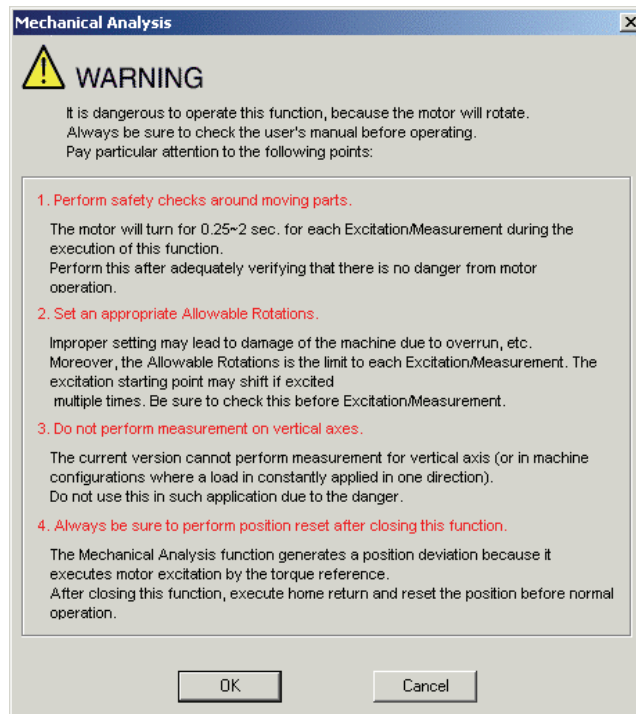 Mechanical Analysis
WARNING
It is dangerous to operate this function, because the motor will rotate.
Always be sure to check the user's manual before operating.
Pay particular attention to the following points:
1. Perform safety checks around moving parts.
The motor will turn for 0.25~2 sec. for each Excitation/Measurement during the
execution of this function.
Perform this after adequately verifying that there is no danger from motor
operation.
2. Set an appropriate Allowable Rotations.
Improper setting may lead to damage of the machine due to overrun, etc.
Moreover, the Allowable Rotations is the limit to each Excitation/Measurement. The
excitation starting point may shift if excited
multiple times. Be sure to check this before Excitation/Measurement.
3. Do not perform measurement on vertical axes.
The current version cannot perform measurement for vertical axis (or in machine
configurations where a load in constantly applied in one direction).
Do not use this in such application due to the danger.
4. Always be sure to perform position reset after closing this function.
The Mechanical Analysis function generates a position deviation because it
executes motor excitation by the torque reference.
After closing this function, execute home return and reset the position before normal
operation.
OK
Cancel